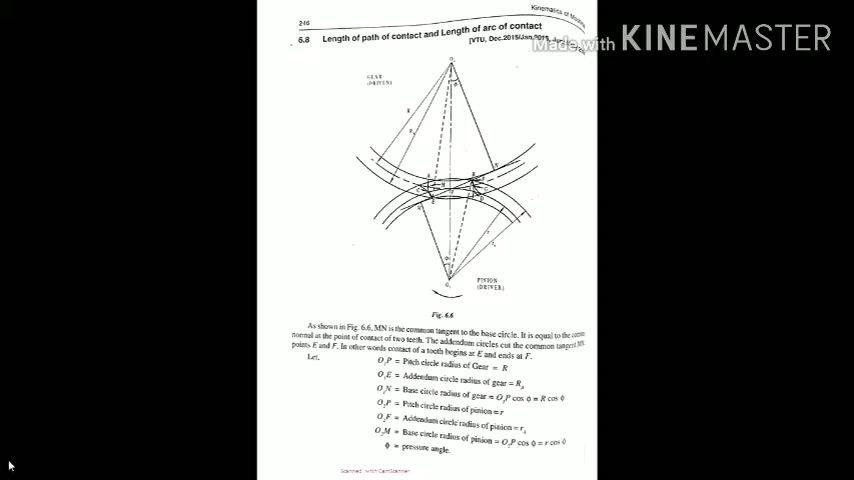 246
Kinematics of
6.8 Length of path of contact and Length of arc of contact
[VTU, Dec.2015/Jan.2016,
Made with KINEMASTER
GEAR
(DRIVEN)
PINION
(DRIVER)
Fig. 6.6
As shown in Fig. 6.6, MN is the common tangent to the base circle. It is equal to the
normal at the point of contact of two teeth. The addendum circles cut the common tangent MN
points E and F. In other words contact of a tooth begins at E and ends at F.
Let,
O₁P = Pitch circle radius of Gear = R
O₁E = Addendum circle radius of gear = R_A
O₁N = Base circle radius of gear = O₁P cos ϕ = R cos ϕ
O₂P = Pitch circle radius of pinion = r
O₂F = Addendum circle radius of pinion = r_A
O₂M = Base circle radius of pinion = O₂P cos ϕ = r cos ϕ
ϕ = pressure angle.
Scanned with CamScanner